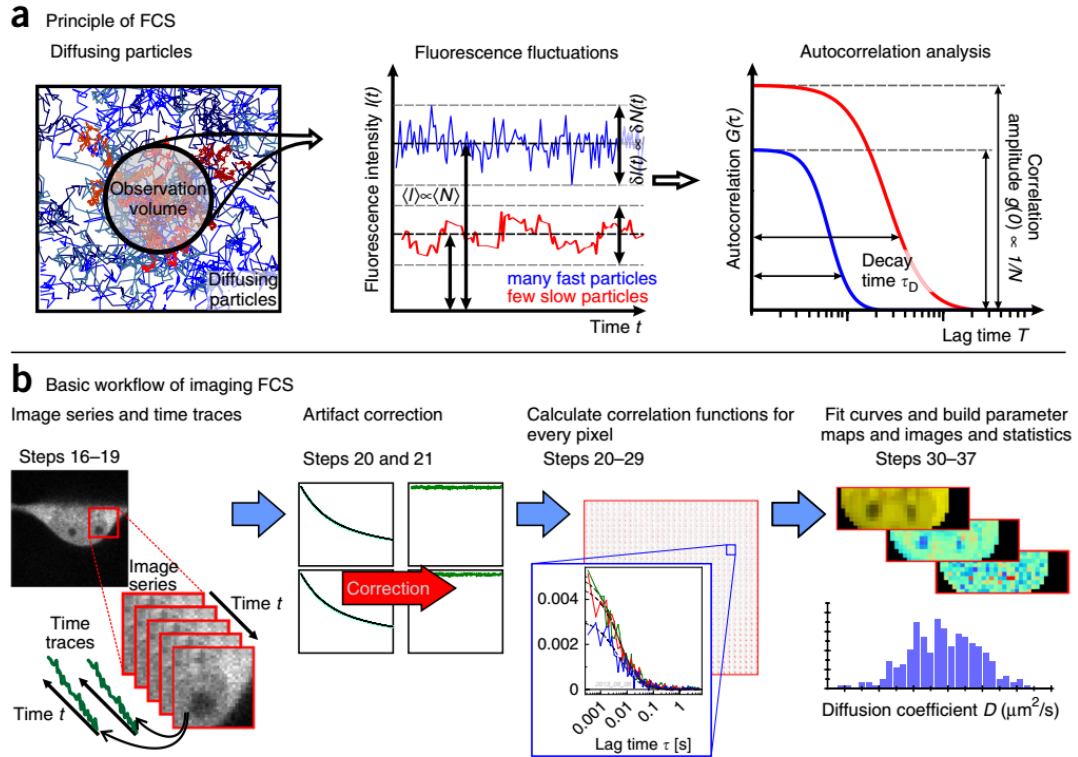 a Principle of FCS
Diffusing particles
Observation
volume
Diffusing
particles
Fluorescence fluctuations
Fluorescence intensity I(t)
⟨I⟩∝⟨N⟩
δI(t) ∝ δN(t)
many fast particles
few slow particles
Time t
Autocorrelation analysis
Autocorrelation G(τ)
Decay
time τD
Correlation
amplitude g(0) ∝ 1/N
Lag time T
b Basic workflow of imaging FCS
Image series and time traces
Steps 16–19
Image
series
Time t
Time
traces
Time t
Artifact correction
Steps 20 and 21
Correction
Calculate correlation functions for
every pixel
Steps 20–29
0.004
0.002
0
0.001
0.01
0.1
1
Lag time τ [s]
Fit curves and build parameter
maps and images and statistics
Steps 30–37
Diffusion coefficient D (μm²/s)